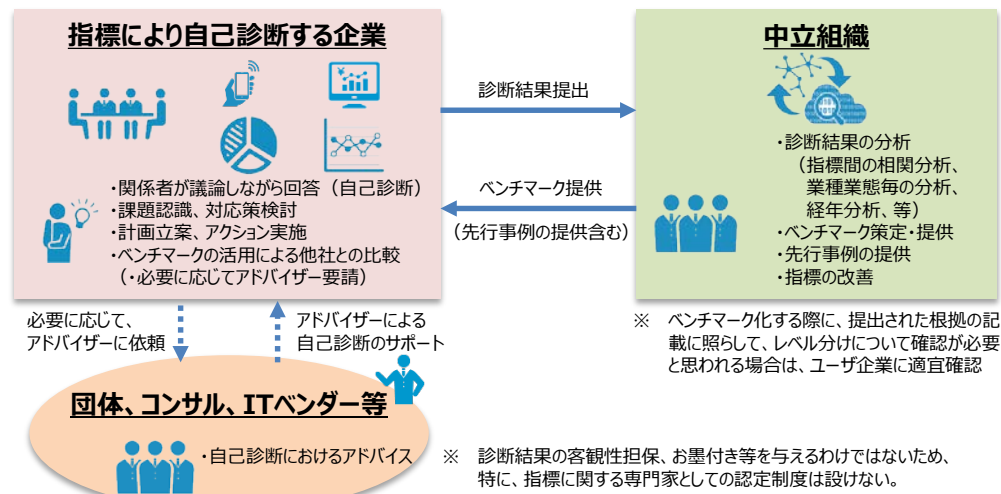 指標により自己診断する企業
・関係者が議論しながら回答（自己診断）
・課題認識、対応策検討
・計画立案、アクション実施
・ベンチマークの活用による他社との比較
（・必要に応じてアドバイザー要請）
診断結果提出
ベンチマーク提供
（先行事例の提供含む）
中立組織
・診断結果の分析
（指標間の相関分析、
業種業態毎の分析、
経年分析、等）
・ベンチマーク策定・提供
・先行事例の提供
・指標の改善
※　ベンチマーク化する際に、提出された根拠の記
載に照らして、レベル分けについて確認が必要
と思われる場合は、ユーザ企業に適宜確認
必要に応じて、
アドバイザーに依頼
アドバイザーによる
自己診断のサポート
団体、コンサル、ITベンダー等
・自己診断におけるアドバイス
※　診断結果の客観性担保、お墨付き等を与えるわけではないため、
特に、指標に関する専門家としての認定制度は設けない。